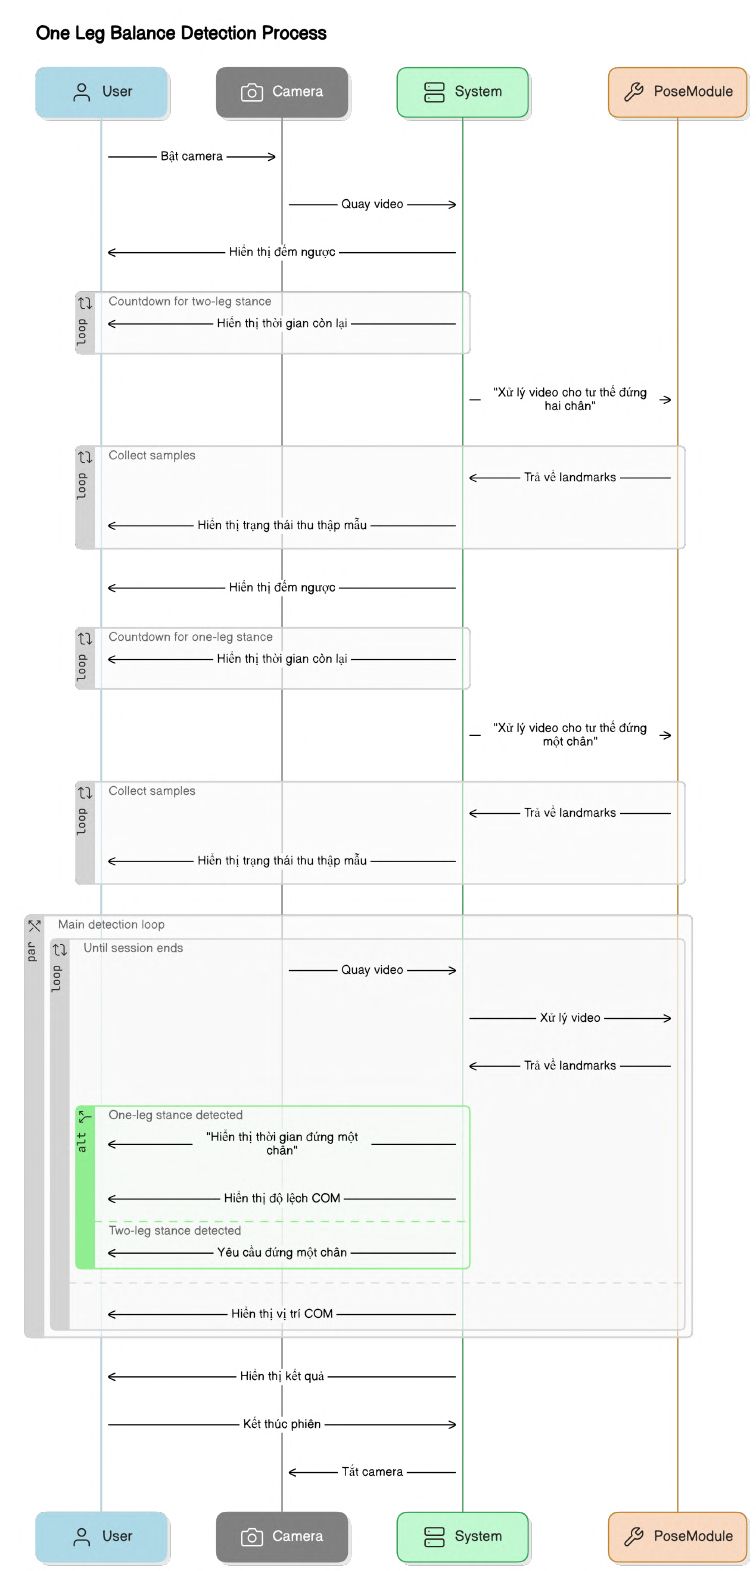 One Leg Balance Detection Process
User
Camera
System
PoseModule
Bật camera
Quay video
Hiển thị đếm ngược
loop
Countdown for two-leg stance
Hiển thị thời gian còn lại
"Xử lý video cho tư thế đứng
hai chân"
loop
Collect samples
Trả về landmarks
Hiển thị trạng thái thu thập mẫu
Hiển thị đếm ngược
loop
Countdown for one-leg stance
Hiển thị thời gian còn lại
"Xử lý video cho tư thế đứng
một chân"
loop
Collect samples
Trả về landmarks
Hiển thị trạng thái thu thập mẫu
par
Main detection loop
loop
Until session ends
Quay video
Xử lý video
Trả về landmarks
alt
One-leg stance detected
"Hiển thị thời gian đứng một
chân"
Hiển thị độ lệch COM
Two-leg stance detected
Yêu cầu đứng một chân
Hiển thị vị trí COM
Hiển thị kết quả
Kết thúc phiên
Tắt camera
User
Camera
System
PoseModule